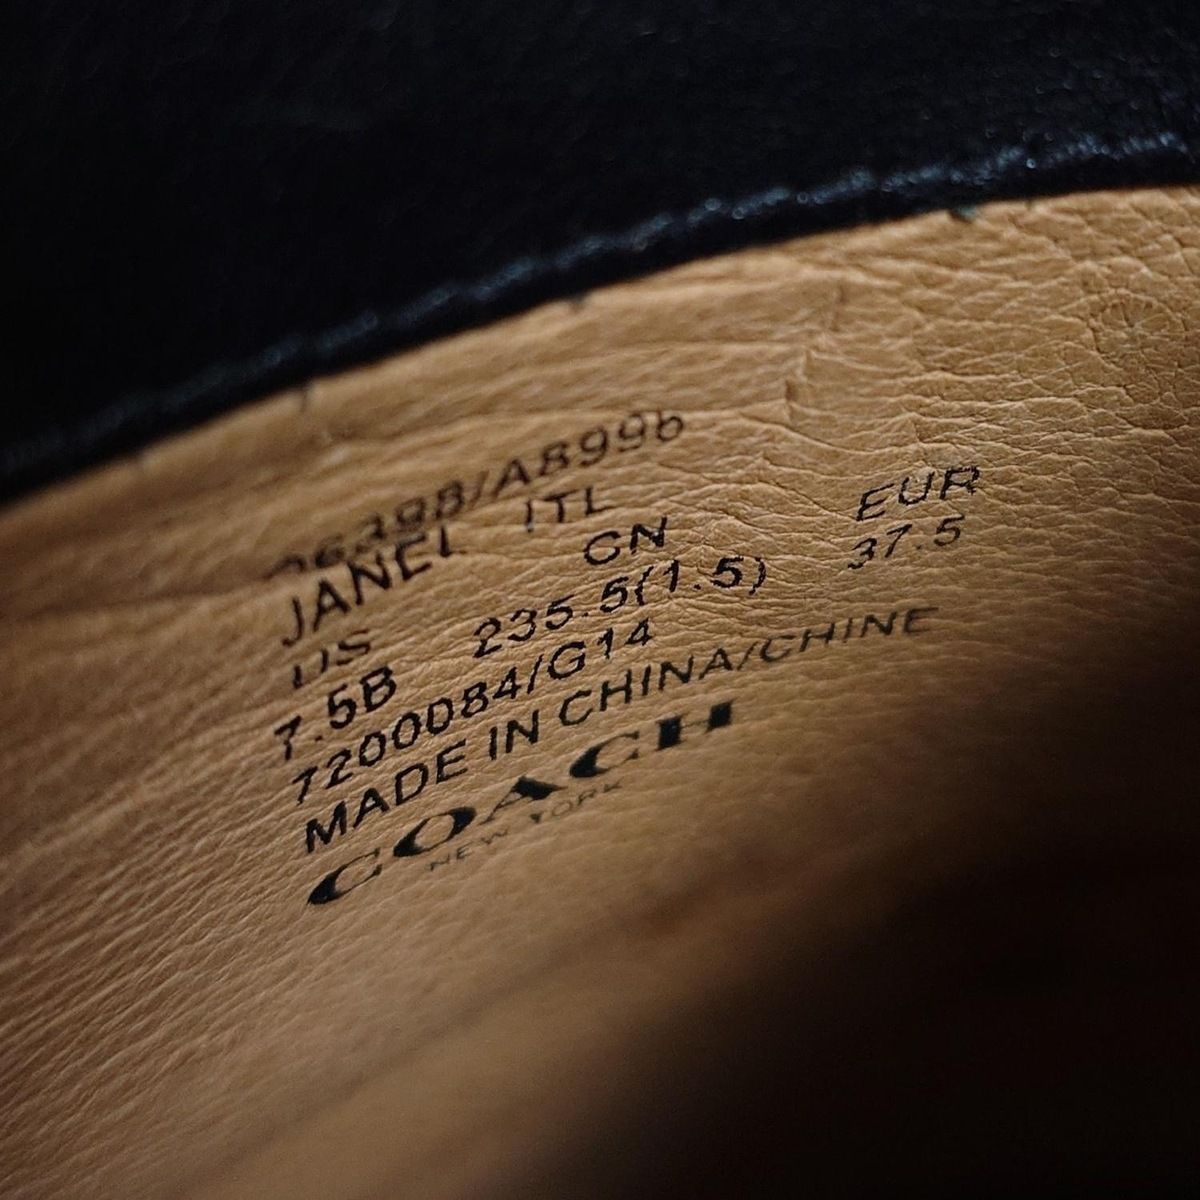 Q6398/A8996
JANEL ITL
US CN EUR
7.5B 235.5(1.5) 37.5
7200084/G14
MADE IN CHINA/CHINE
COACH
NEW YORK